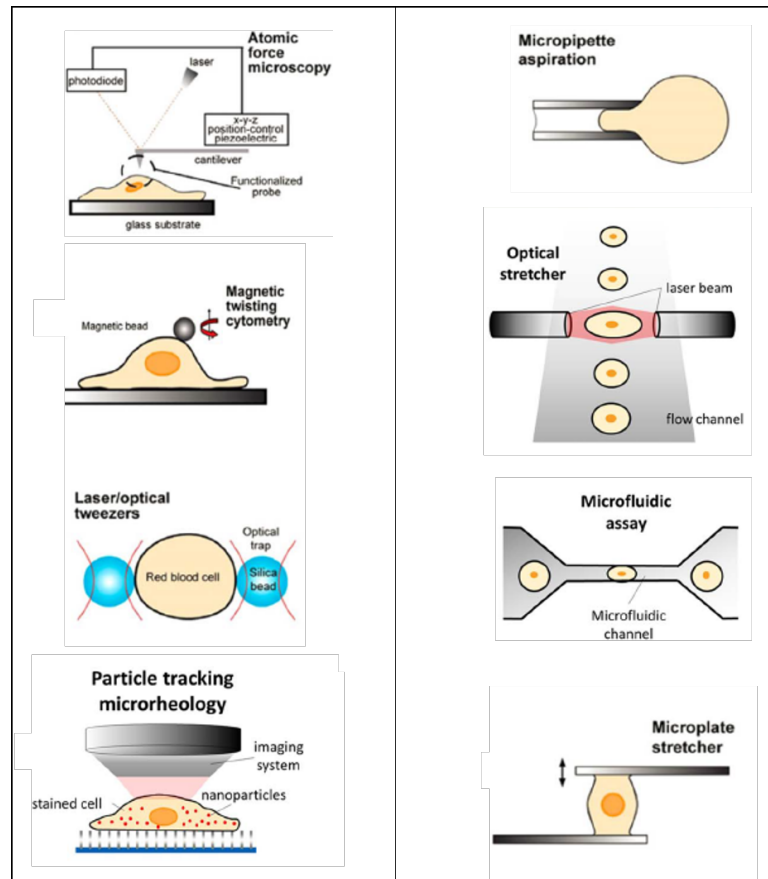 Atomic
force
microscopy
laser
photodiode
x-y-z
position-control
piezoelectric
cantilever
Functionalized
probe
glass substrate
Magnetic
twisting
cytometry
Magnetic bead
Laser/optical
tweezers
Optical
trap
Red blood cell
Silica
bead
Particle tracking
microrheology
imaging
system
nanoparticles
stained cell
Micropipette
aspiration
Optical
stretcher
laser beam
flow channel
Microfluidic
assay
Microfluidic
channel
Microplate
stretcher